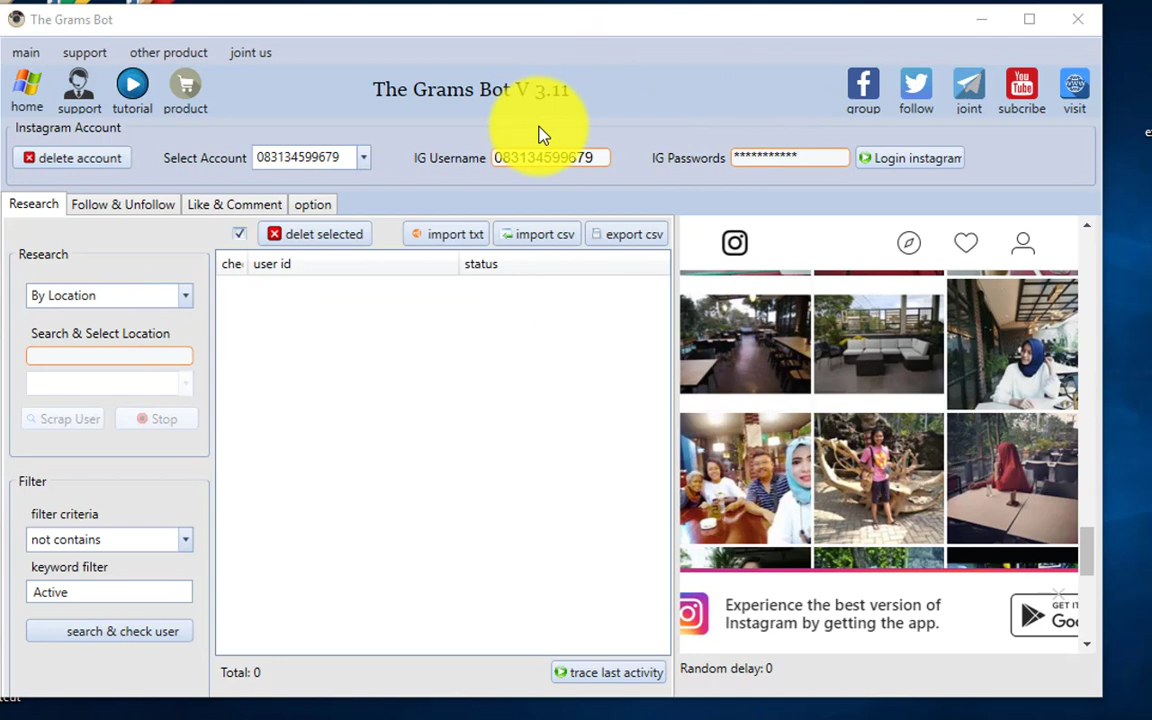 The Grams Bot
main support other product joint us
home support tutorial product
The Grams Bot V 3.11
group follow joint subcribe visit
You
Tube
Instagram Account
delete account Select Account 083134599679 IG Username 083134599679 IG Passwords *********** Login instagram
Research Follow & Unfollow Like & Comment option
delet selected import txt import csv export csv
Research
che user id status
By Location
Search & Select Location
Scrap User Stop
Filter
filter criteria
not contains
keyword filter
Active
search & check user
Total: 0 trace last activity
Experience the best version of
Instagram by getting the app.
GET IT
Goo
Random delay: 0